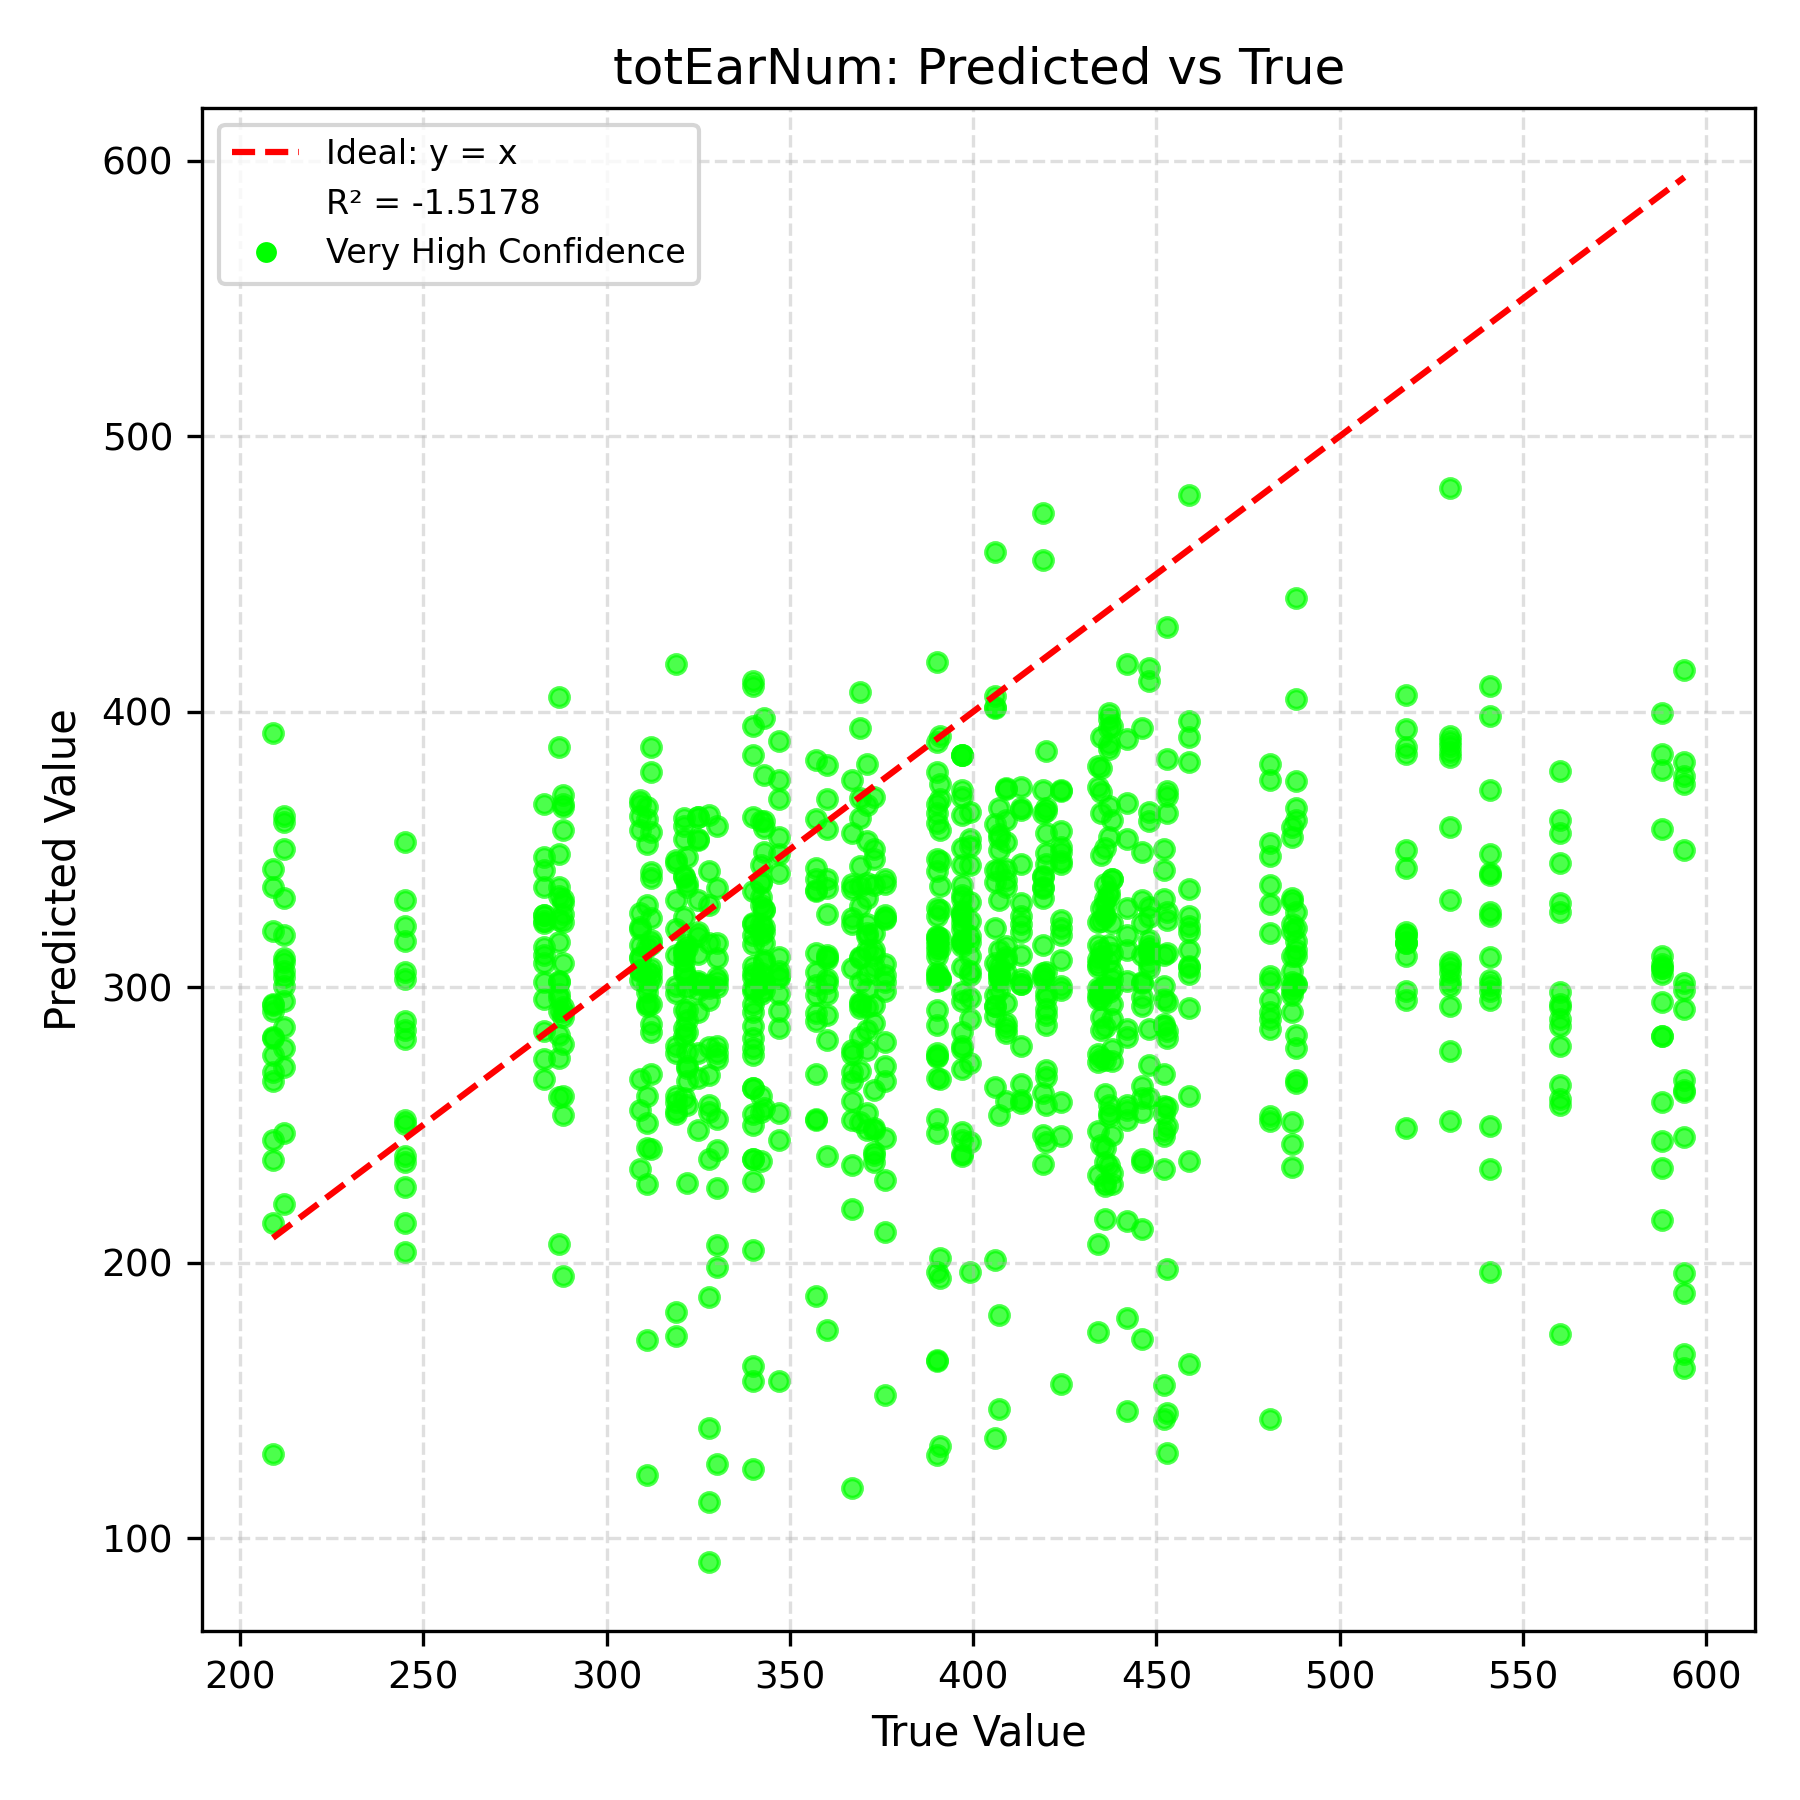 totEarNum: Predicted vs True
Ideal: y = x
R² = -1.5178
Very High Confidence
600
500
400
300
200
100
Predicted Value
200 250 300 350 400 450 500 550 600
True Value